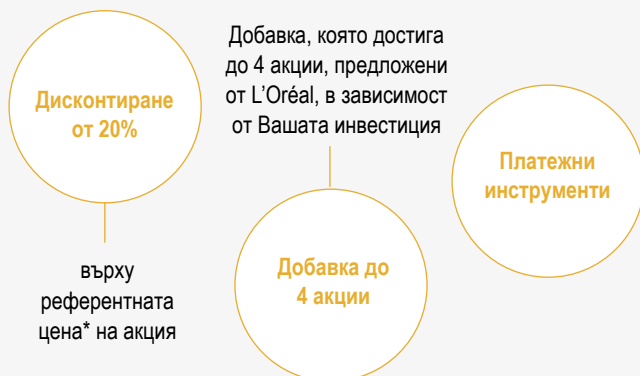 Дисконтиране
от 20%
върху
референтната
цена* на акция
Добавка, която достига
до 4 акции, предложени
от L’Oréal, в зависимост
от Вашата инвестиция
Добавка до
4 акции
Платежни
инструменти